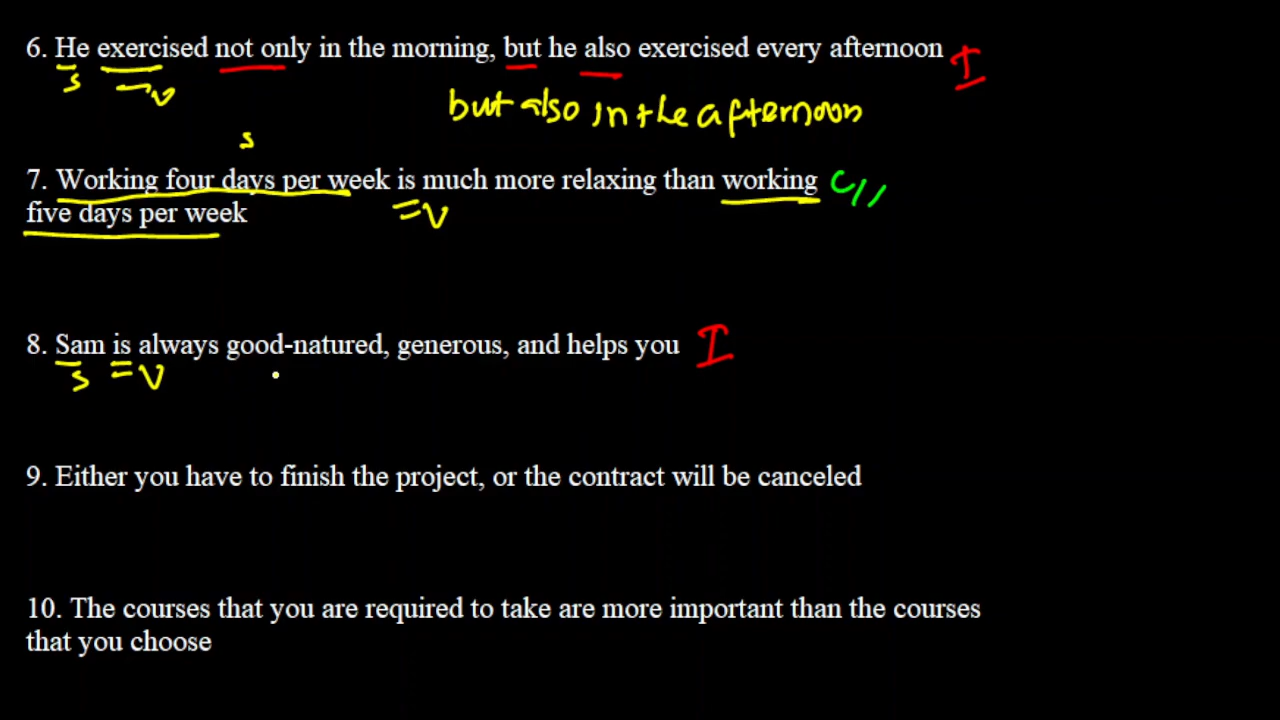 6. He exercised not only in the morning, but he also exercised every afternoon I
s v
but also in the afternoon
s
7. Working four days per week is much more relaxing than working C
five days per week
v
8. Sam is always good-natured, generous, and helps you I
s v
9. Either you have to finish the project, or the contract will be canceled
10. The courses that you are required to take are more important than the courses
that you choose